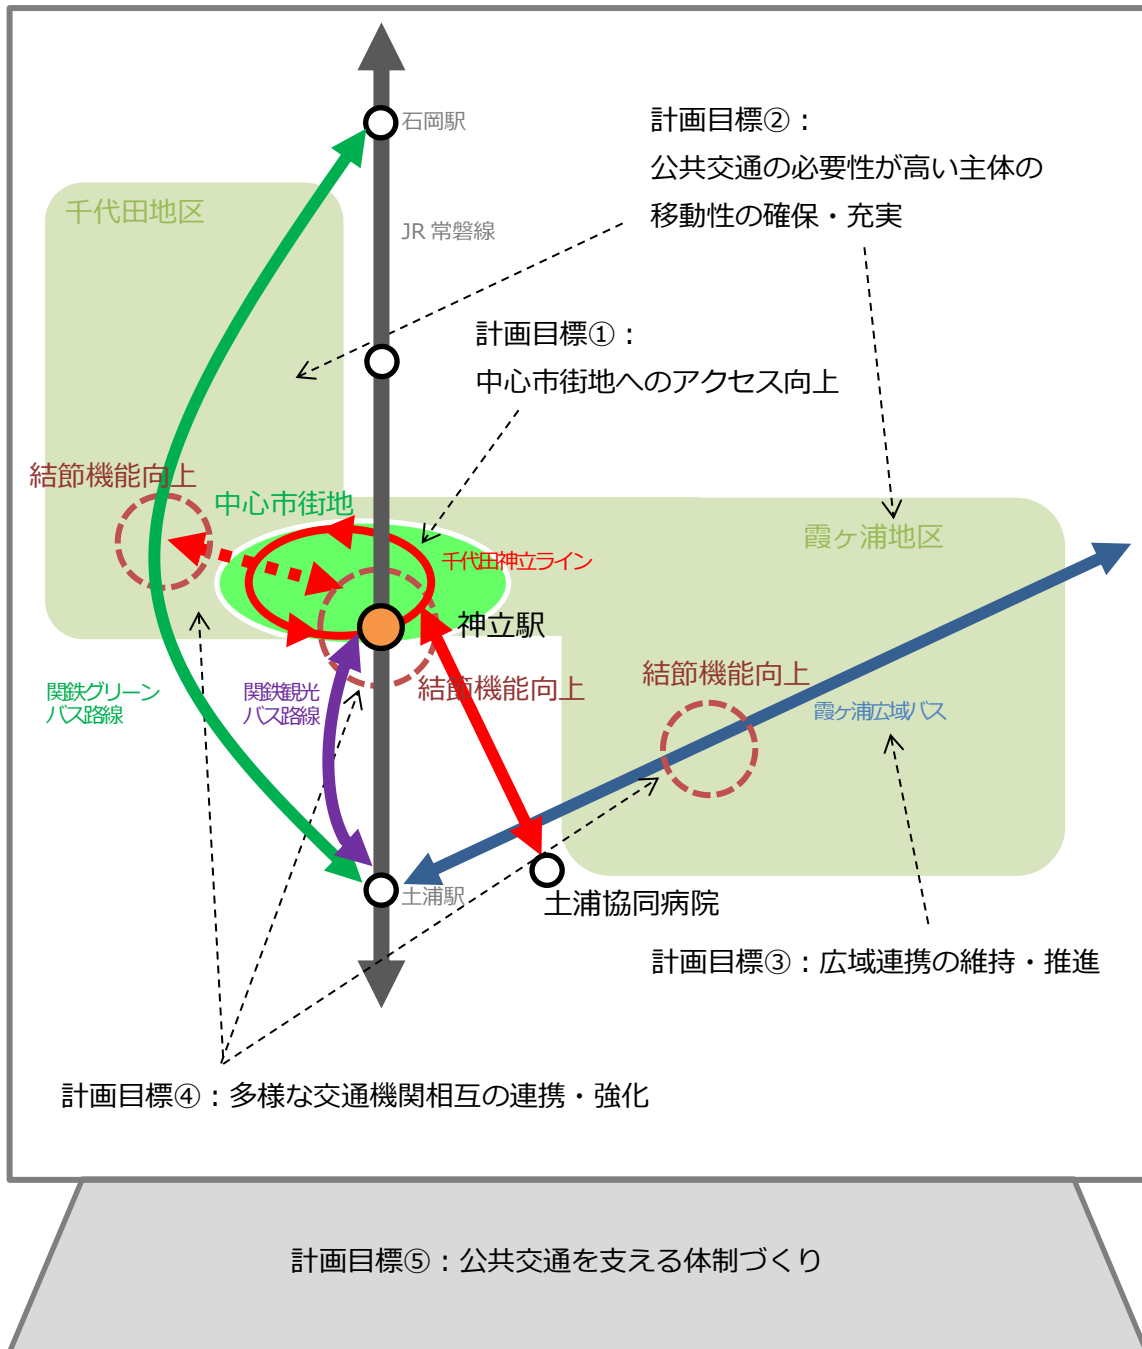 石岡駅
計画目標②：
公共交通の必要性が高い主体の
移動性の確保・充実
千代田地区
JR 常磐線
計画目標①：
中心市街地へのアクセス向上
結節機能向上
中心市街地
霞ヶ浦地区
千代田神立ライン
神立駅
関鉄グリーン
バス路線
関鉄観光
バス路線
結節機能向上
結節機能向上
霞ヶ浦広域バス
土浦駅
土浦協同病院
計画目標③：広域連携の維持・推進
計画目標④：多様な交通機関相互の連携・強化
計画目標⑤：公共交通を支える体制づくり